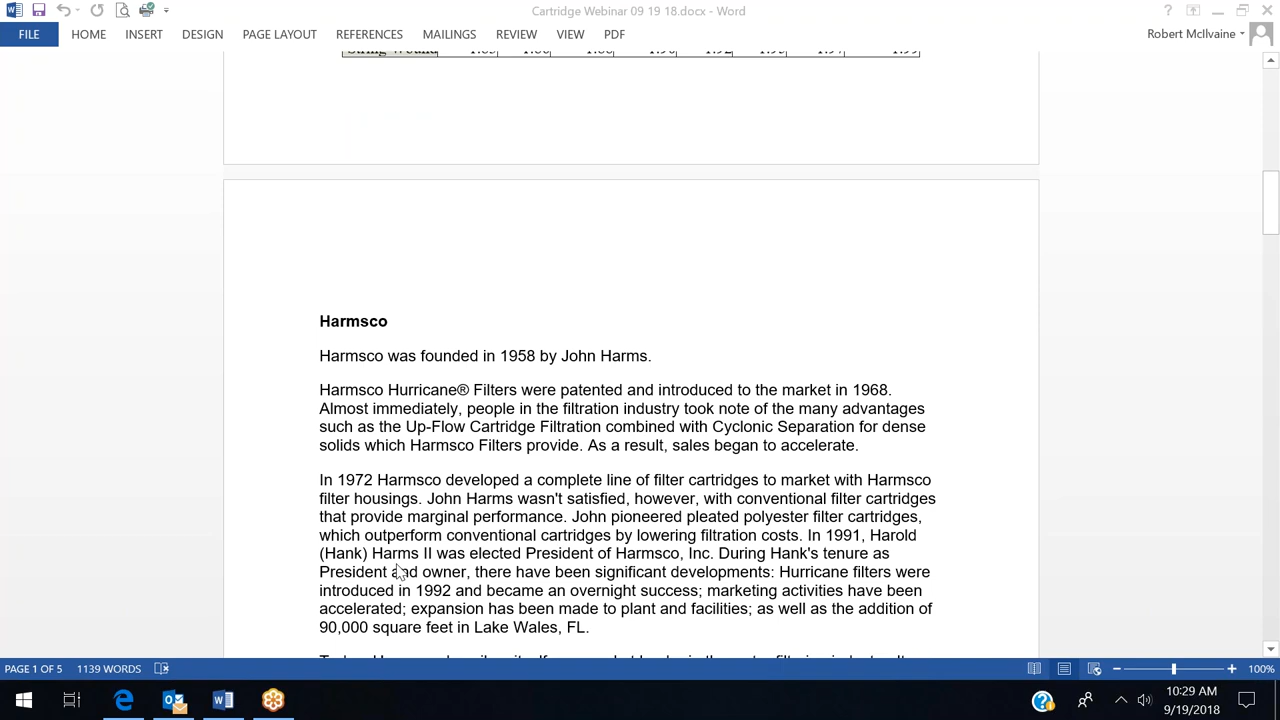 Cartridge Webinar 09 19 18.docx - Word
FILE HOME INSERT DESIGN PAGE LAYOUT REFERENCES MAILINGS REVIEW VIEW PDF Robert McIlvaine
Harmsco
Harmsco was founded in 1958 by John Harms.
Harmsco Hurricane® Filters were patented and introduced to the market in 1968.
Almost immediately, people in the filtration industry took note of the many advantages
such as the Up-Flow Cartridge Filtration combined with Cyclonic Separation for dense
solids which Harmsco Filters provide. As a result, sales began to accelerate.
In 1972 Harmsco developed a complete line of filter cartridges to market with Harmsco
filter housings. John Harms wasn't satisfied, however, with conventional filter cartridges
that provide marginal performance. John pioneered pleated polyester filter cartridges,
which outperform conventional cartridges by lowering filtration costs. In 1991, Harold
(Hank) Harms II was elected President of Harmsco, Inc. During Hank's tenure as
President and owner, there have been significant developments: Hurricane filters were
introduced in 1992 and became an overnight success; marketing activities have been
accelerated; expansion has been made to plant and facilities; as well as the addition of
90,000 square feet in Lake Wales, FL.
PAGE 1 OF 5 1139 WORDS 100%
10:29 AM
9/19/2018